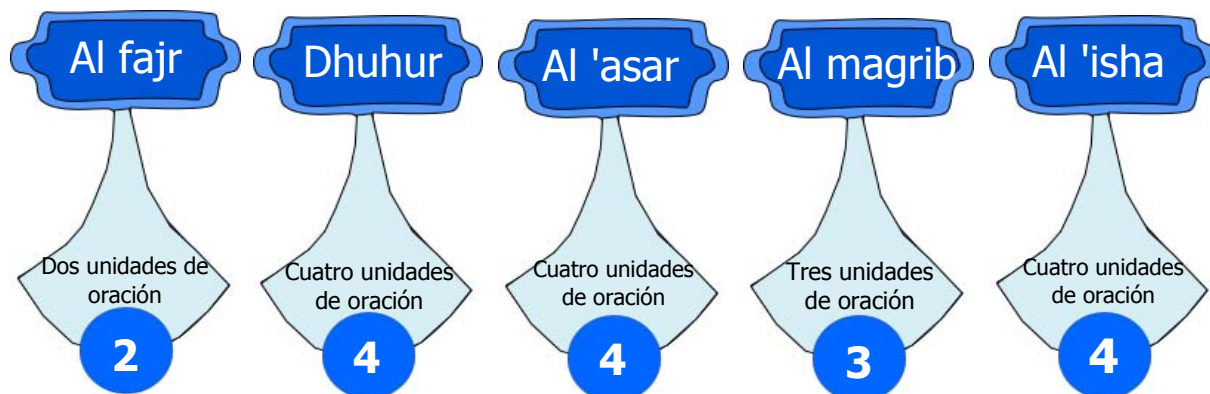 Al fajr
Dos unidades de
oración
2
Dhuhur
Cuatro unidades
de oración
4
Al 'asar
Cuatro unidades
de oración
4
Al magrib
Tres unidades
de oración
3
Al 'isha
Cuatro unidades
de oración
4